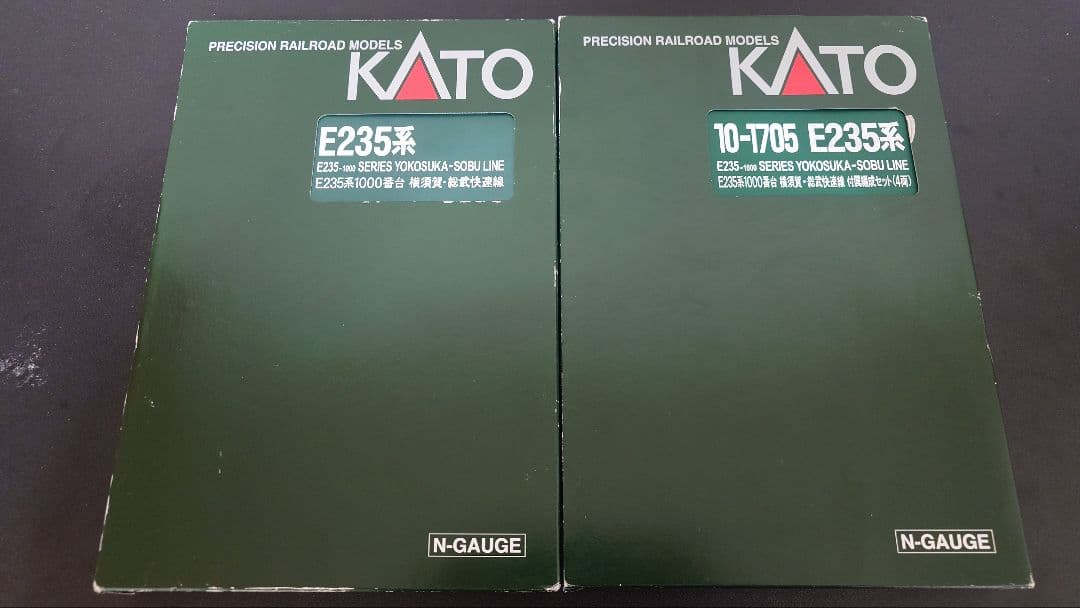 PRECISION RAILROAD MODELS
KATO
E235系
E235-1000 SERIES YOKOSUKA-SOBU LINE
E235系1000番台 横須賀・総武快速線
N-GAUGE
PRECISION RAILROAD MODELS
KATO
10-1705 E235系
E235-1000 SERIES YOKOSUKA-SOBU LINE
E235系1000番台 横須賀・総武快速線 付属編成セット(4両)
N-GAUGE